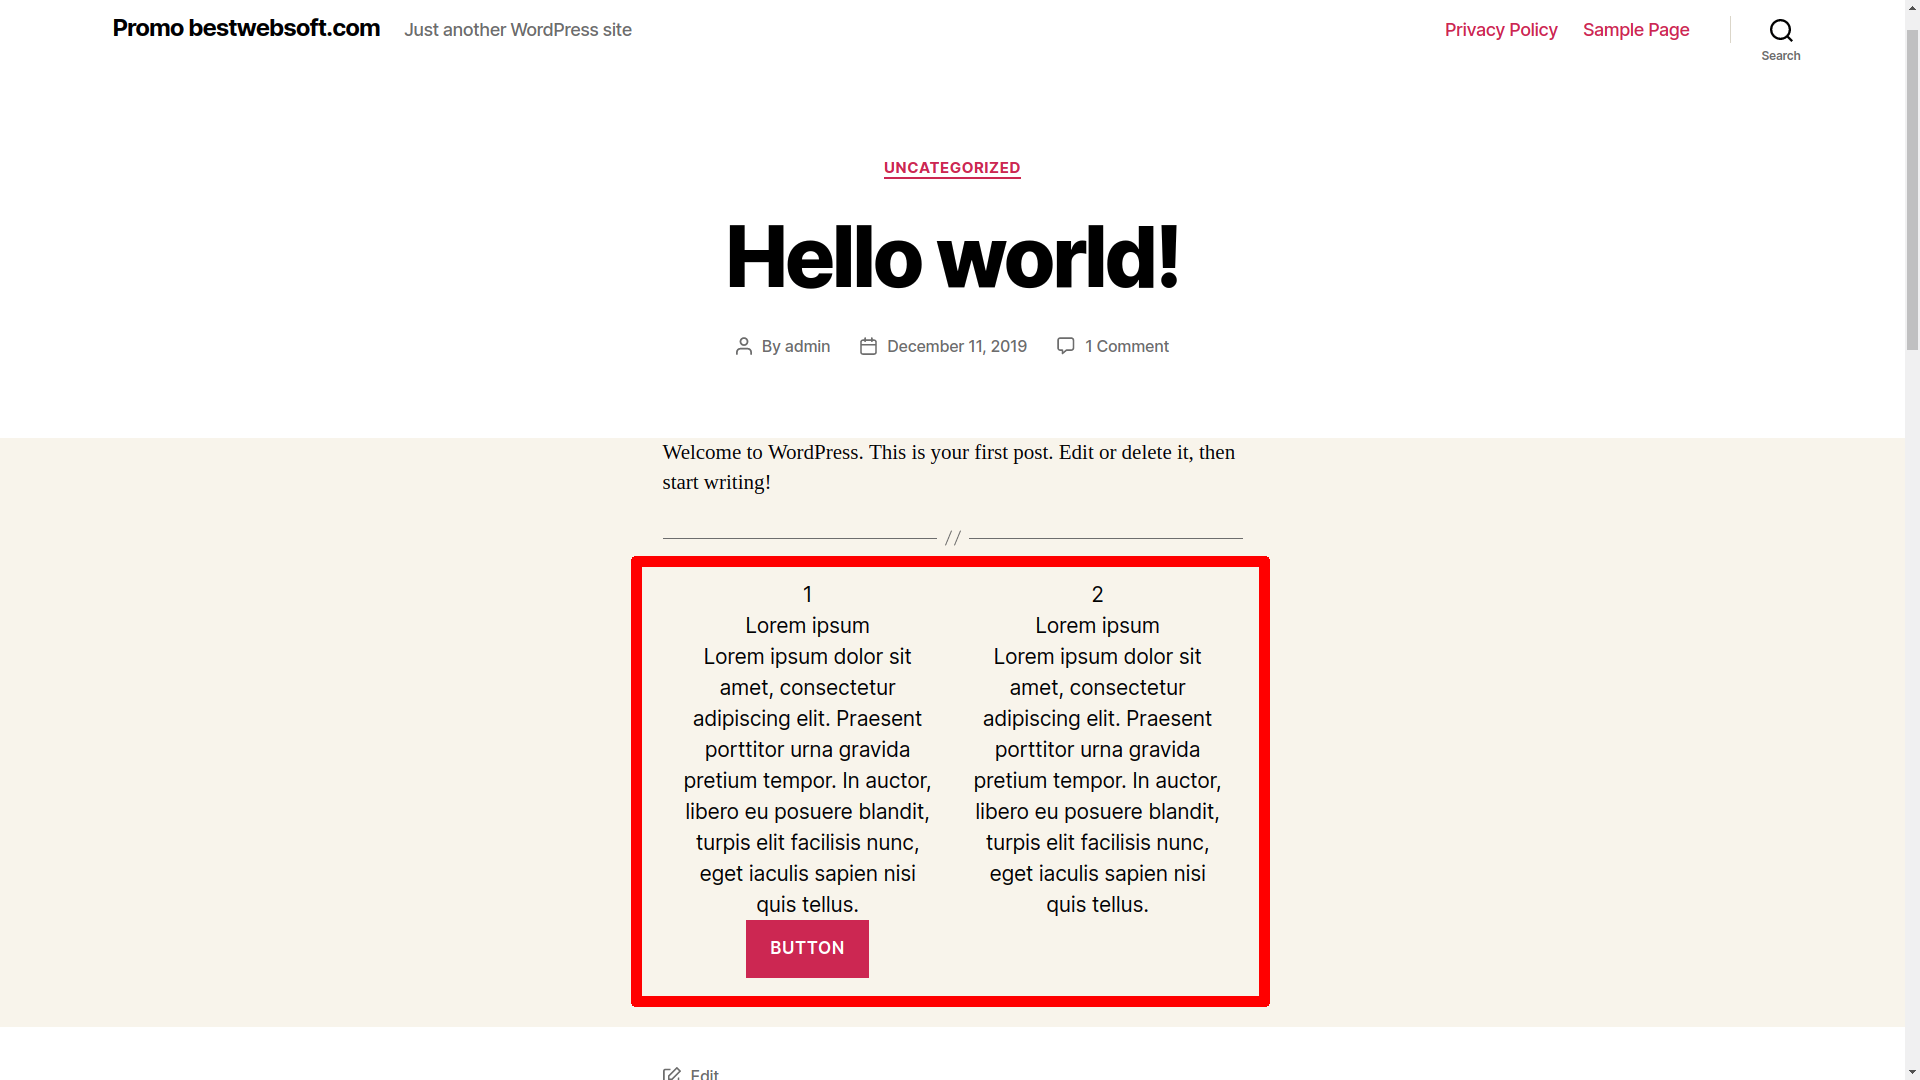 Promo bestwebsoft.com
Just another WordPress site
Privacy Policy
Sample Page
Search
UNCATEGORIZED
Hello world!
By admin
December 11, 2019
1 Comment
Welcome to WordPress. This is your first post. Edit or delete it, then
start writing!
//
1
Lorem ipsum
Lorem ipsum dolor sit
amet, consectetur
adipiscing elit. Praesent
porttitor urna gravida
pretium tempor. In auctor,
libero eu posuere blandit,
turpis elit facilisis nunc,
eget iaculis sapien nisi
quis tellus.
BUTTON
2
Lorem ipsum
Lorem ipsum dolor sit
amet, consectetur
adipiscing elit. Praesent
porttitor urna gravida
pretium tempor. In auctor,
libero eu posuere blandit,
turpis elit facilisis nunc,
eget iaculis sapien nisi
quis tellus.
Edit